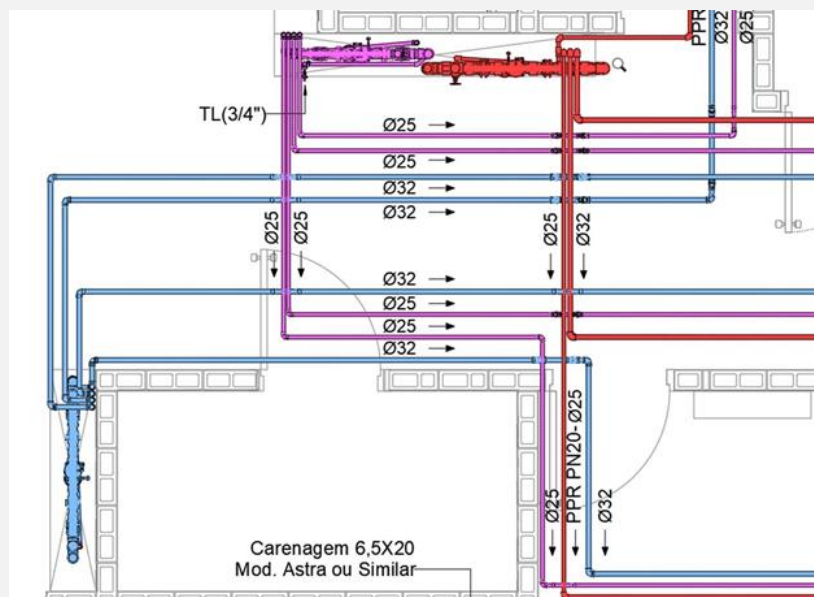 PPR
Ø32
Ø25
TL(3/4")
Ø25
Ø25
Ø32
Ø32
Ø25
Ø25
Ø25
Ø32
Ø32
Ø25
Ø25
Ø32
Ø25
PPR PN20-Ø25
Ø32
Carenagem 6,5X20
Mod. Astra ou Similar